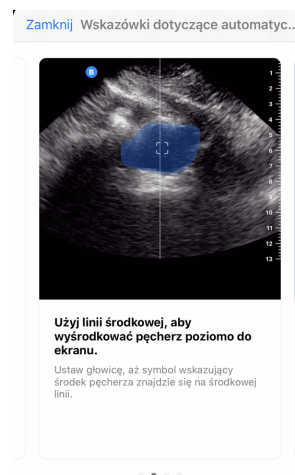 Zamknij Wskazówki dotyczące automatyc...
B
1
2
3
4
5
6
7
8
9
10
11
12
13
Użyj linii środkowej, aby
wyśrodkować pęcherz poziomo do
ekranu.
Ustaw głowicę, aż symbol wskazujący
środek pęcherza znajdzie się na środkowej
linii.